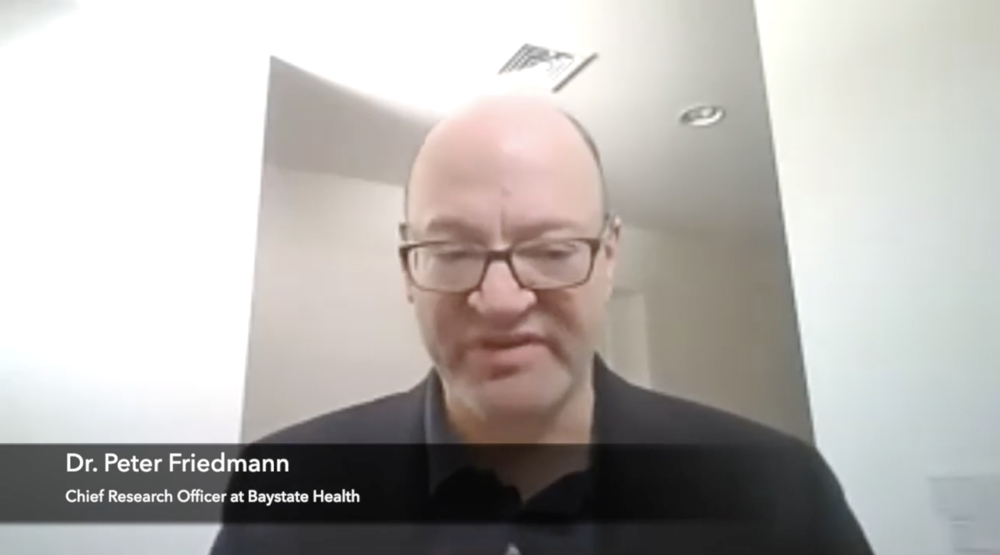 Dr. Peter Friedmann
Chief Research Officer at Baystate Health